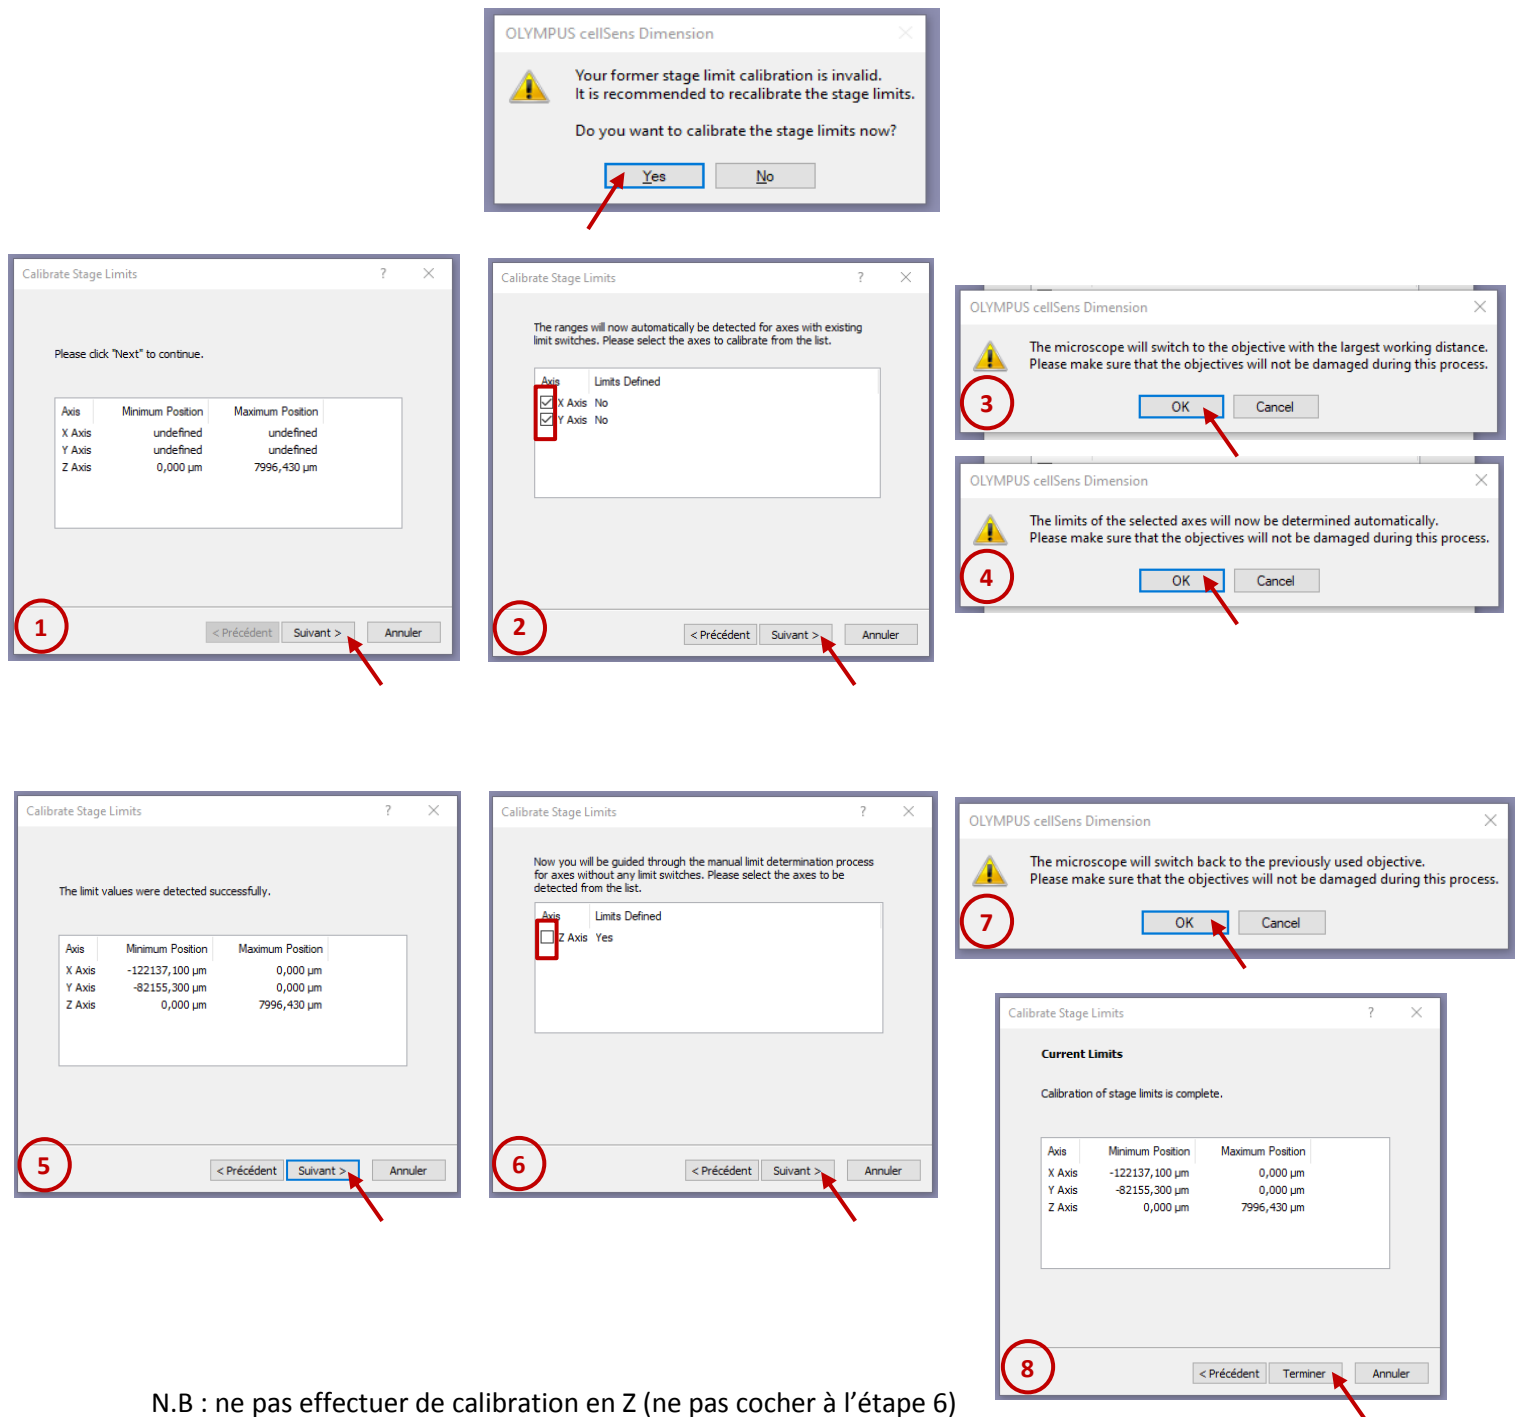 OLYMPUS cellSens Dimension
Your former stage limit calibration is invalid.
It is recommended to recalibrate the stage limits.
Do you want to calibrate the stage limits now?
Yes No
Calibrate Stage Limits ?
Please click "Next" to continue.
Axis Minimum Position Maximum Position
X Axis undefined undefined
Y Axis undefined undefined
Z Axis 0,000 µm 7996,430 µm
1
< Précédent Suivant > Annuler
Calibrate Stage Limits ?
The ranges will now automatically be detected for axes with existing
limit switches. Please select the axes to calibrate from the list.
Axis Limits Defined
X Axis No
Y Axis No
2
< Précédent Suivant > Annuler
OLYMPUS cellSens Dimension
The microscope will switch to the objective with the largest working distance.
Please make sure that the objectives will not be damaged during this process.
3
OK Cancel
OLYMPUS cellSens Dimension
The limits of the selected axes will now be determined automatically.
Please make sure that the objectives will not be damaged during this process.
4
OK Cancel
Calibrate Stage Limits ?
The limit values were detected successfully.
Axis Minimum Position Maximum Position
X Axis -122137,100 µm 0,000 µm
Y Axis -82155,300 µm 0,000 µm
Z Axis 0,000 µm 7996,430 µm
5
< Précédent Suivant > Annuler
Calibrate Stage Limits ?
Now you will be guided through the manual limit determination process
for axes without any limit switches. Please select the axes to be
detected from the list.
Axis Limits Defined
Z Axis Yes
6
< Précédent Suivant > Annuler
OLYMPUS cellSens Dimension
The microscope will switch back to the previously used objective.
Please make sure that the objectives will not be damaged during this process.
7
OK Cancel
Calibrate Stage Limits ?
Current Limits
Calibration of stage limits is complete.
Axis Minimum Position Maximum Position
X Axis -122137,100 µm 0,000 µm
Y Axis -82155,300 µm 0,000 µm
Z Axis 0,000 µm 7996,430 µm
8
< Précédent Terminer Annuler
N.B : ne pas effectuer de calibration en Z (ne pas cocher à l'étape 6)